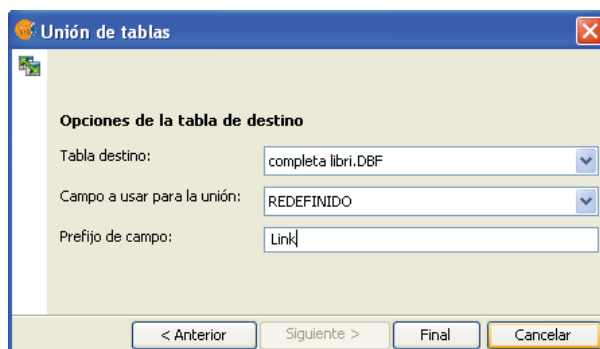 Unión de tablas
Opciones de la tabla de destino
Tabla destino: completa libri.DBF
Campo a usar para la unión: REDEFINIDO
Prefijo de campo: Link
< Anterior Siguiente > Final Cancelar